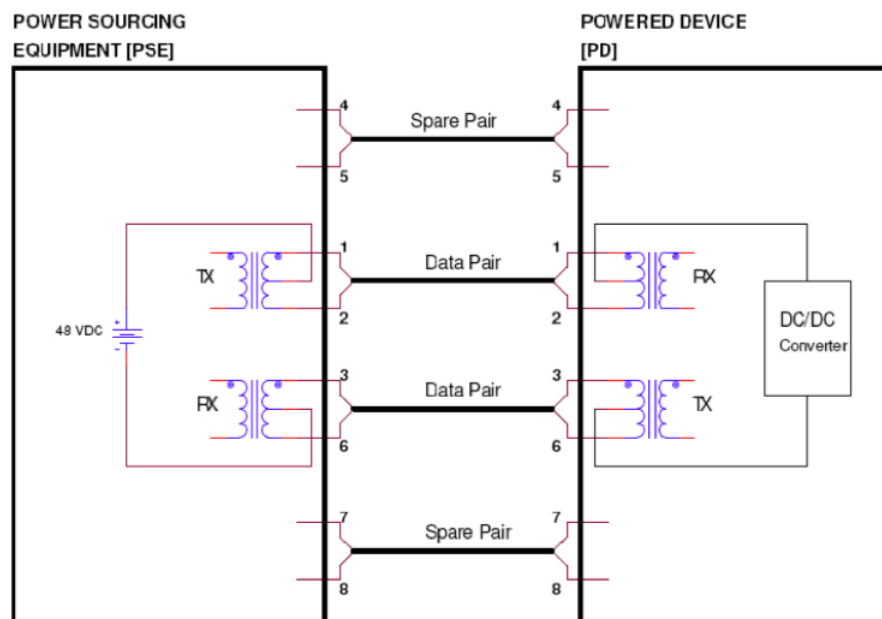 POWER SOURCING
EQUIPMENT [PSE]
POWERED DEVICE
[PD]
4
Spare Pair
4
5
5
1
Data Pair
1
TX
RX
2
2
48 VDC
+
-
DC/DC
Converter
3
Data Pair
3
RX
TX
6
6
7
Spare Pair
7
8
8